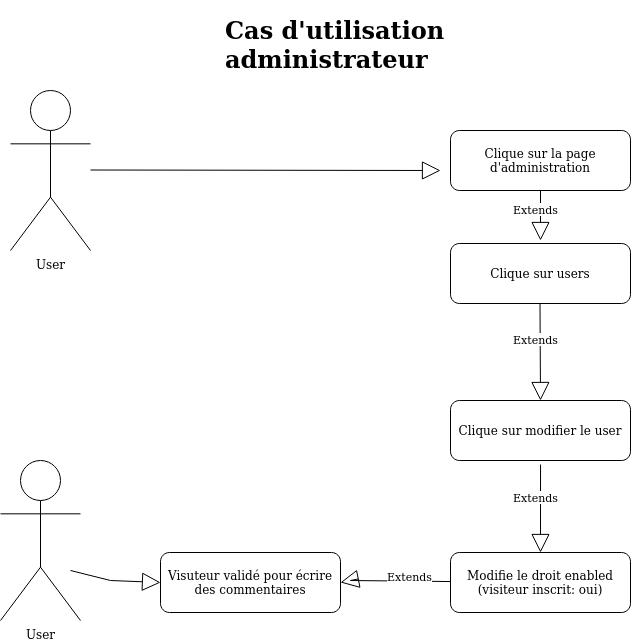 Cas d'utilisation
administrateur
Clique sur la page
d'administration
Extends
User
Clique sur users
Extends
Clique sur modifier le user
Extends
Visuteur validé pour écrire
des commentaires
Extends
Modifie le droit enabled
(visiteur inscrit: oui)
User